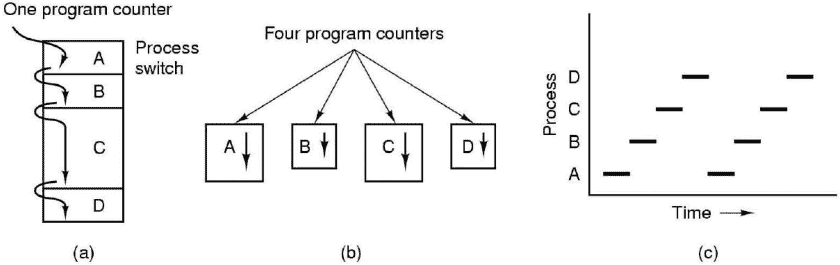 One program counter
Process
switch
A
B
C
D
(a)
Four program counters
A
B
C
D
(b)
Process
D
C
B
A
Time
(c)